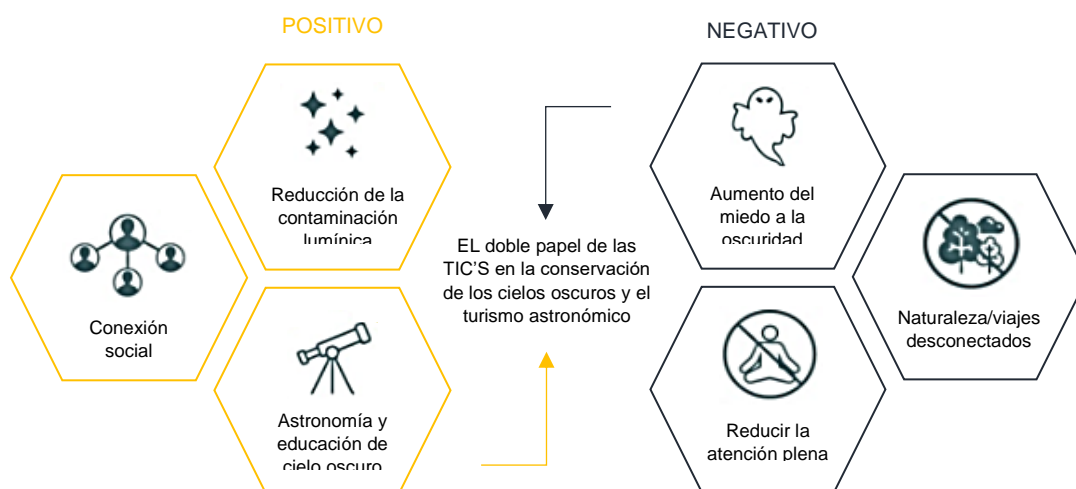 POSITIVO
Reducción de la
contaminación
lumínica
Conexión
social
Astronomía y
educación de
cielo oscuro
EL doble papel de las
TIC'S en la conservación
de los cielos oscuros y el
turismo astronómico
NEGATIVO
Aumento del
miedo a la
oscuridad
Naturaleza/viajes
desconectados
Reducir la
atención plena